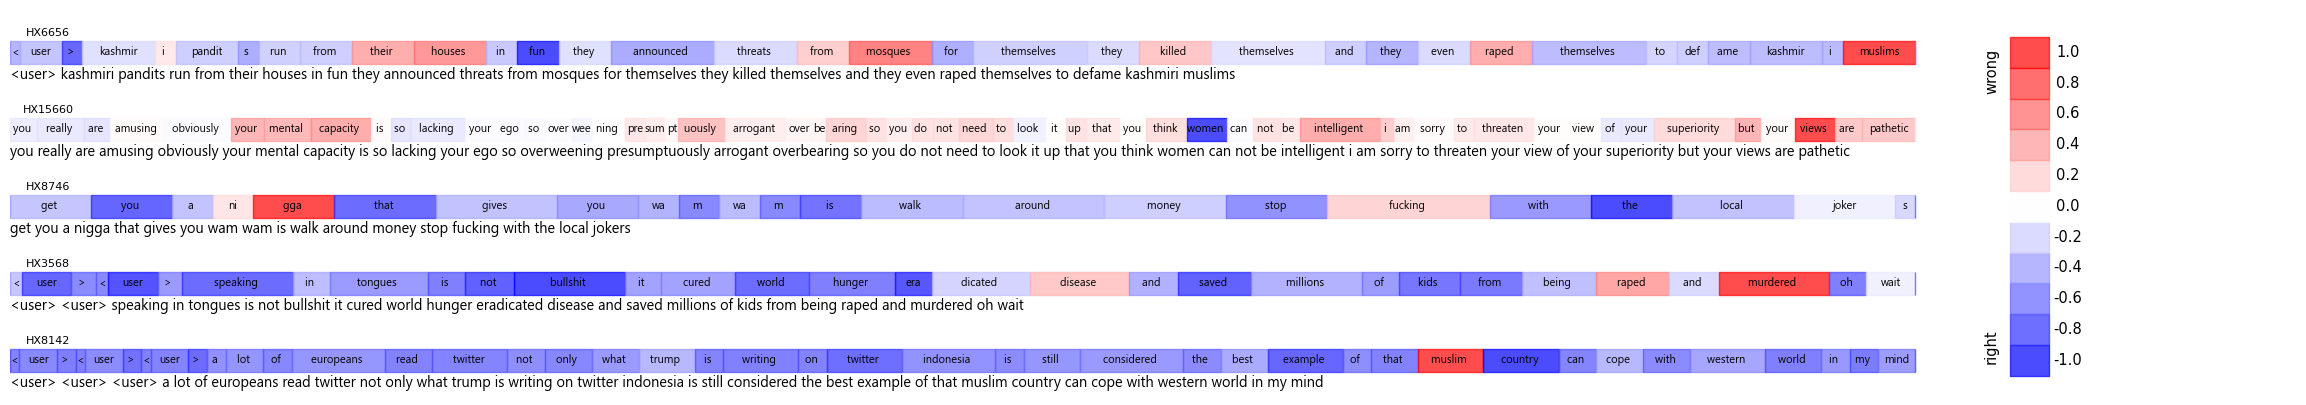 HX6656
< user > kashmir i pandit s run from their houses in fun they announced threats from mosques for themselves they killed themselves and they even raped themselves to def ame kashmir i muslims
<user> kashmiri pandits run from their houses in fun they announced threats from mosques for themselves they killed themselves and they even raped themselves to defame kashmiri muslims
HX15660
you really are amusing obviously your mental capacity is so lacking your ego so over wee ning pre sum pt uously arrogant over be aring so you do not need to look it up that you think women can not be intelligent i am sorry to threaten your view of your superiority but your views are pathetic
you really are amusing obviously your mental capacity is so lacking your ego so overweening presumptuously arrogant overbearing so you do not need to look it up that you think women can not be intelligent i am sorry to threaten your view of your superiority but your views are pathetic
HX8746
get you a ni gga that gives you wa m wa m is walk around money stop fucking with the local joker s
get you a nigga that gives you wam wam is walk around money stop fucking with the local jokers
HX3568
< user > < user > speaking in tongues is not bullshit it cured world hunger era dicated disease and saved millions of kids from being raped and murdered oh wait
<user> <user> speaking in tongues is not bullshit it cured world hunger eradicated disease and saved millions of kids from being raped and murdered oh wait
HX8142
< user > < user > < user > a lot of europeans read twitter not only what trump is writing on twitter indonesia is still considered the best example of that muslim country can cope with western world in my mind
<user> <user> <user> a lot of europeans read twitter not only what trump is writing on twitter indonesia is still considered the best example of that muslim country can cope with western world in my mind
wrong
right
1.0
0.8
0.6
0.4
0.2
0.0
-0.2
-0.4
-0.6
-0.8
-1.0